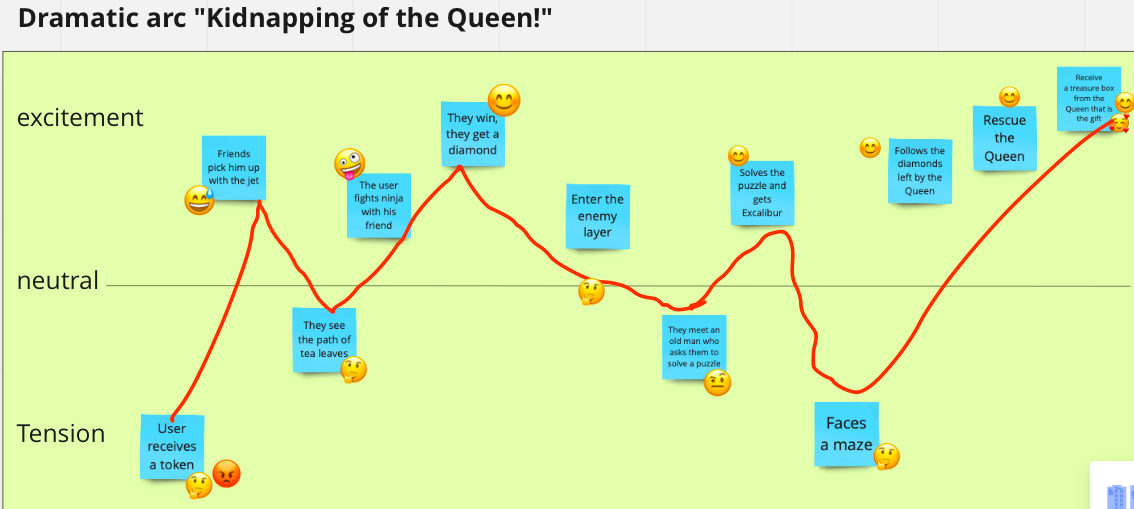 Dramatic arc "Kidnapping of the Queen!"
excitement
neutral
Tension
User
receives
a token
Friends
pick him up
with the jet
They see
the path of
tea leaves
The user
fights ninja
with his
friend
They win,
they get a
diamond
Enter the
enemy
layer
They meet an
old man who
asks them to
solve a puzzle
Solves the
puzzle and
gets
Excalibur
Faces
a maze
Follows the
diamonds
left by the
Queen
Rescue
the
Queen
Receive
a treasure box
from the
Queen that is
the gift